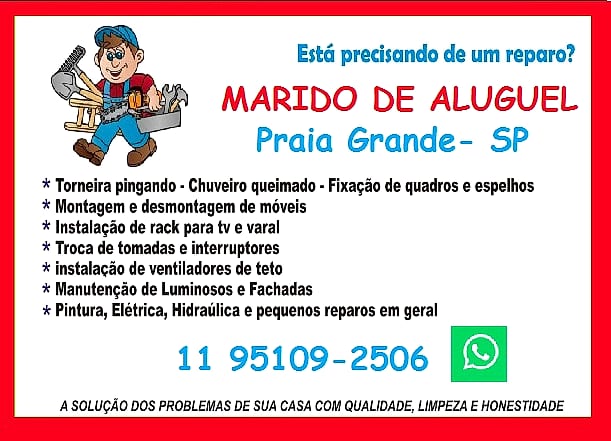 Está precisando de um reparo?
MARIDO DE ALUGUEL
Praia Grande- SP
* Torneira pingando - Chuveiro queimado - Fixação de quadros e espelhos
* Montagem e desmontagem de móveis
* Instalação de rack para tv e varal
* Troca de tomadas e interruptores
* instalação de ventiladores de teto
* Manutenção de Luminosos e Fachadas
* Pintura, Elétrica, Hidraúlica e pequenos reparos em geral
11 95109-2506
A SOLUÇÃO DOS PROBLEMAS DE SUA CASA COM QUALIDADE, LIMPEZA E HONESTIDADE